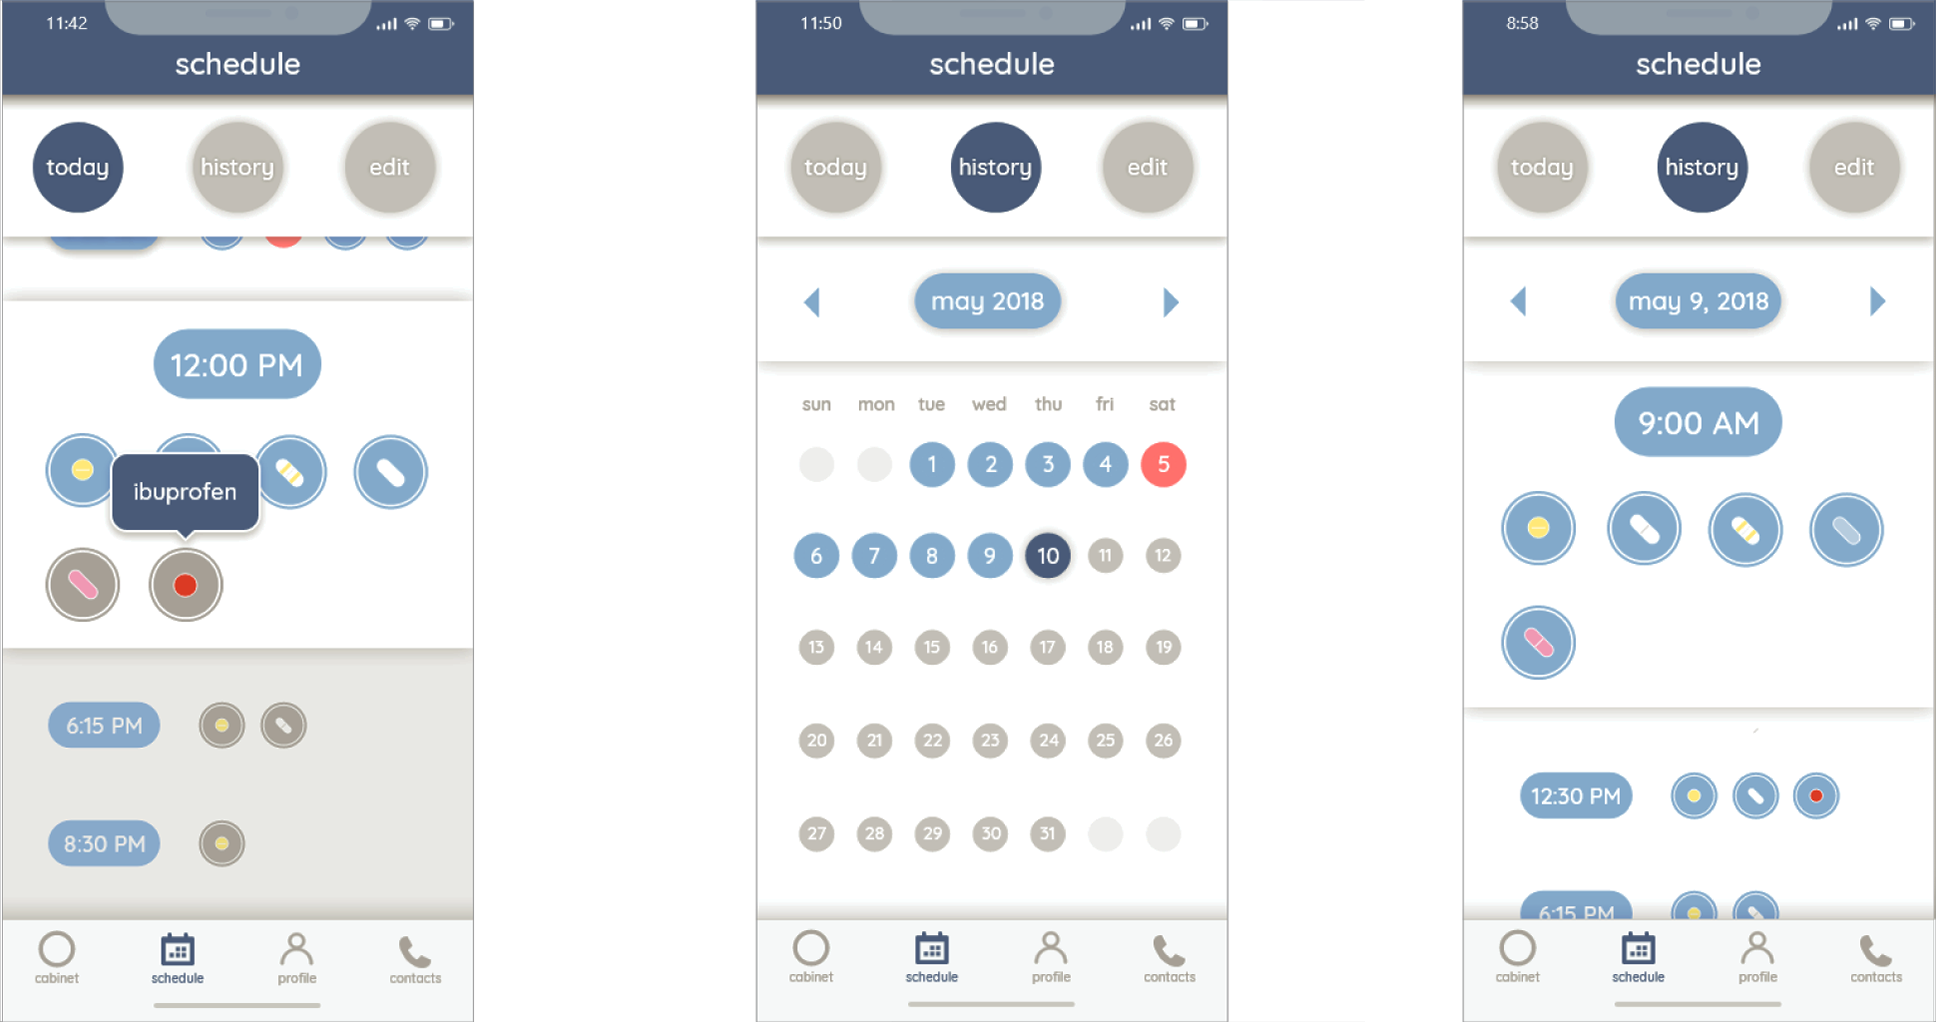 11:42
schedule
today history edit
12:00 PM
ibuprofen
6:15 PM
8:30 PM
cabinet schedule profile contacts
11:50
schedule
today history edit
may 2018
sun mon tue wed thu fri sat
1 2 3 4 5
6 7 8 9 10 11 12
13 14 15 16 17 18 19
20 21 22 23 24 25 26
27 28 29 30 31
cabinet schedule profile contacts
8:58
schedule
today history edit
may 9, 2018
9:00 AM
12:30 PM
6:15 PM
cabinet schedule profile contacts